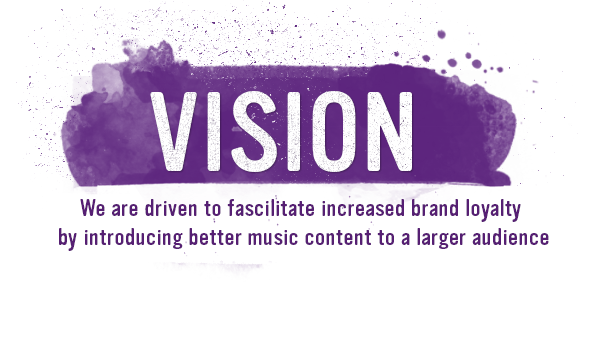 VISION
We are driven to fascilitate increased brand loyalty
by introducing better music content to a larger audience